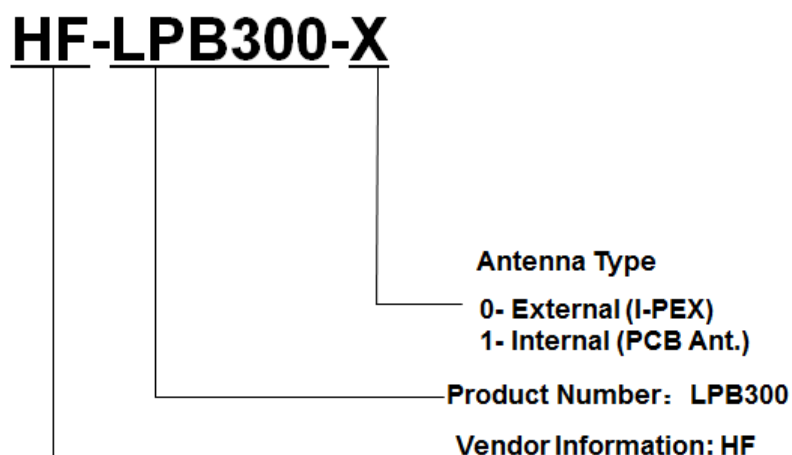 HF-LPB300-X
Antenna Type
0- External (I-PEX)
1- Internal (PCB Ant.)
Product Number：LPB300
Vendor Information: HF